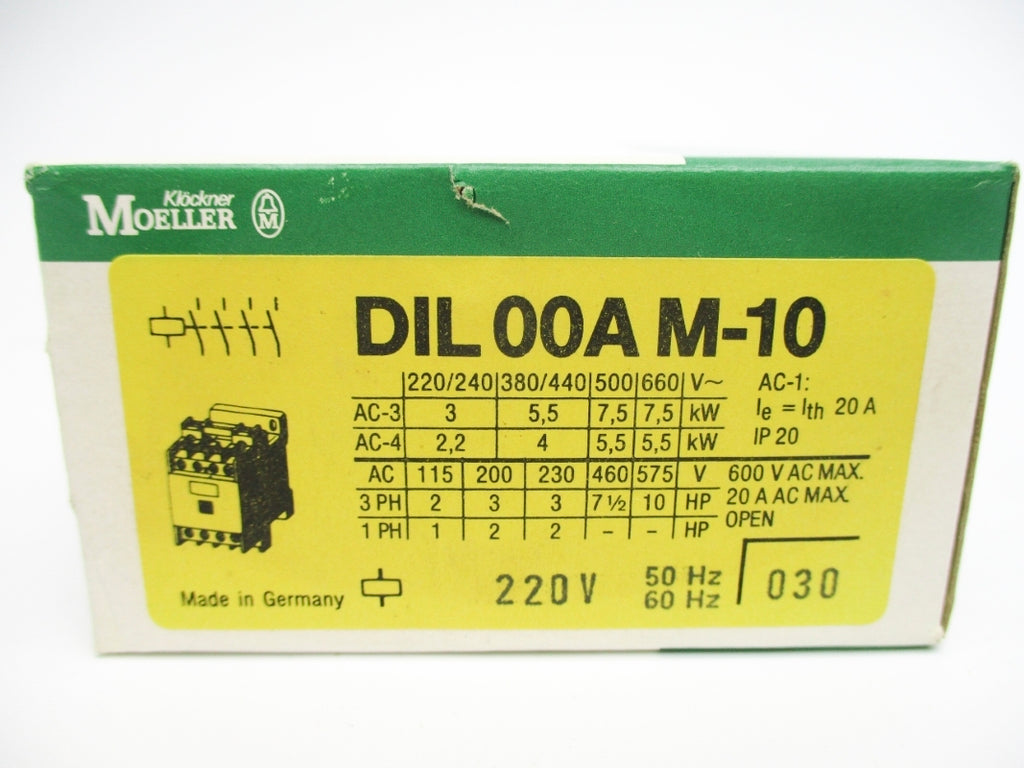 Klöckner
MOELLER
M
DIL 00A M-10
220/240 380/440 500 660 V~
AC-3 3 5,5 7,5 7,5 kW
AC-4 2,2 4 5,5 5,5 kW
AC-1:
Ie = Ith 20 A
IP 20
AC 115 200 230 460 575 V
3 PH 2 3 3 7½ 10 HP
1 PH 1 2 2 – – HP
600 V AC MAX.
20 A AC MAX.
OPEN
Made in Germany
220V
50 Hz
60 Hz
030